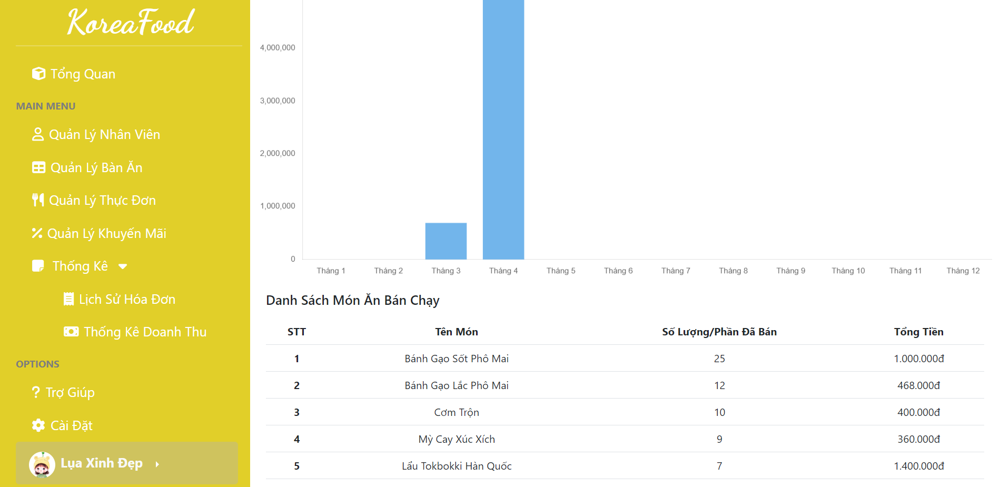 KoreaFood
Tổng Quan
MAIN MENU
Quản Lý Nhân Viên
Quản Lý Bàn Ăn
Quản Lý Thực Đơn
Quản Lý Khuyến Mãi
Thống Kê
Lịch Sử Hóa Đơn
Thống Kê Doanh Thu
OPTIONS
Trợ Giúp
Cài Đặt
Lụa Xinh Đẹp
4,000,000
3,000,000
2,000,000
1,000,000
0
Tháng 1 Tháng 2 Tháng 3 Tháng 4 Tháng 5 Tháng 6 Tháng 7 Tháng 8 Tháng 9 Tháng 10 Tháng 11 Tháng 12
Danh Sách Món Ăn Bán Chạy
STT Tên Món Số Lượng/Phần Đã Bán Tổng Tiền
1 Bánh Gạo Sốt Phô Mai 25 1.000.000đ
2 Bánh Gạo Lắc Phô Mai 12 468.000đ
3 Cơm Trộn 10 400.000đ
4 Mỳ Cay Xúc Xích 9 360.000đ
5 Lẩu Tokbokki Hàn Quốc 7 1.400.000đ